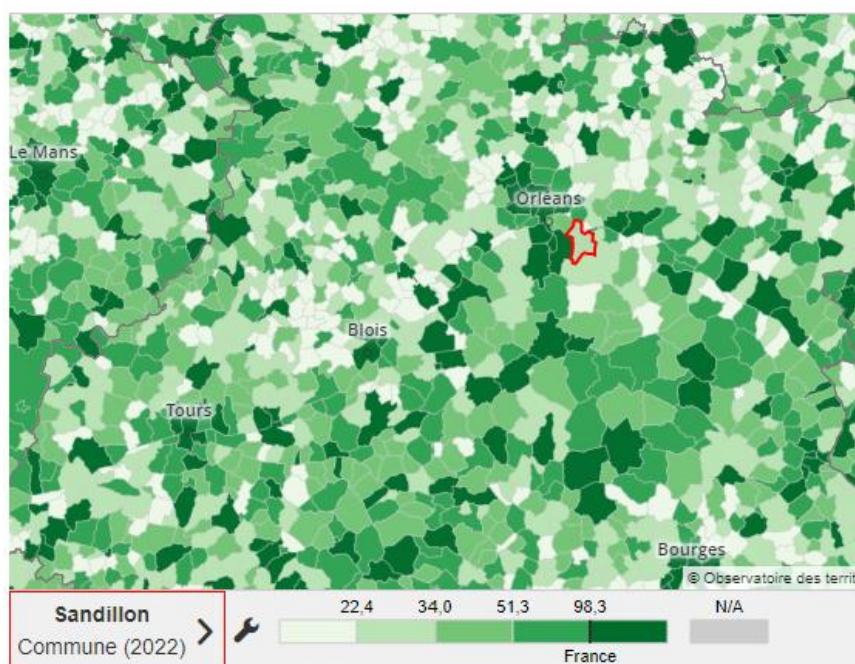 Le Mans
Orléans
Blois
Tours
Bourges
© Observatoire des territ
Sandillon
Commune (2022)
22,4 34,0 51,3 98,3 N/A
France